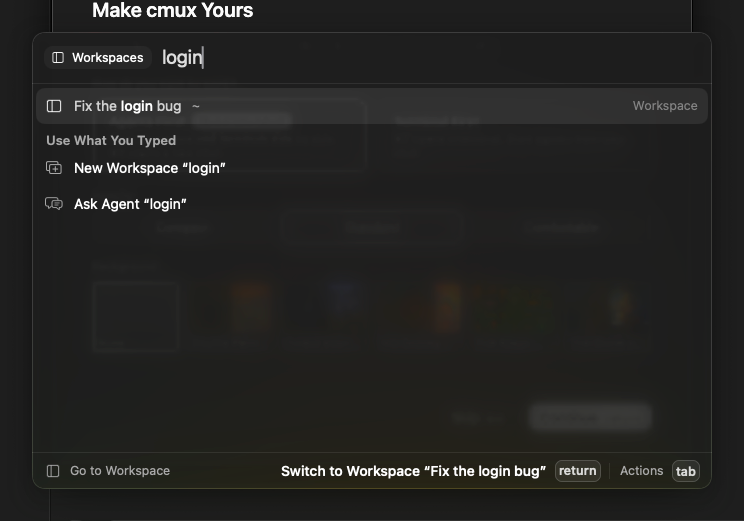 Make cmux Yours
Workspaces login
Fix the login bug ~ Workspace
Use What You Typed
New Workspace “login”
Ask Agent “login”
Go to Workspace Switch to Workspace “Fix the login bug” return Actions tab